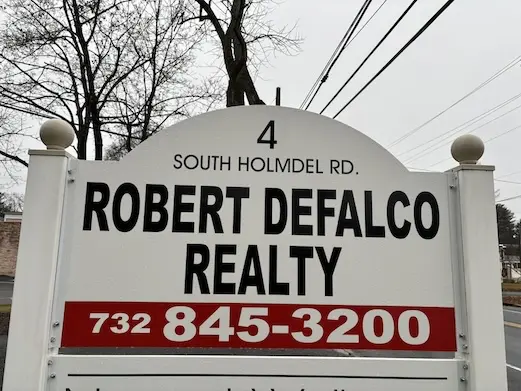 4
SOUTH HOLMDEL RD.
ROBERT DEFALCO
REALTY
732 845-3200